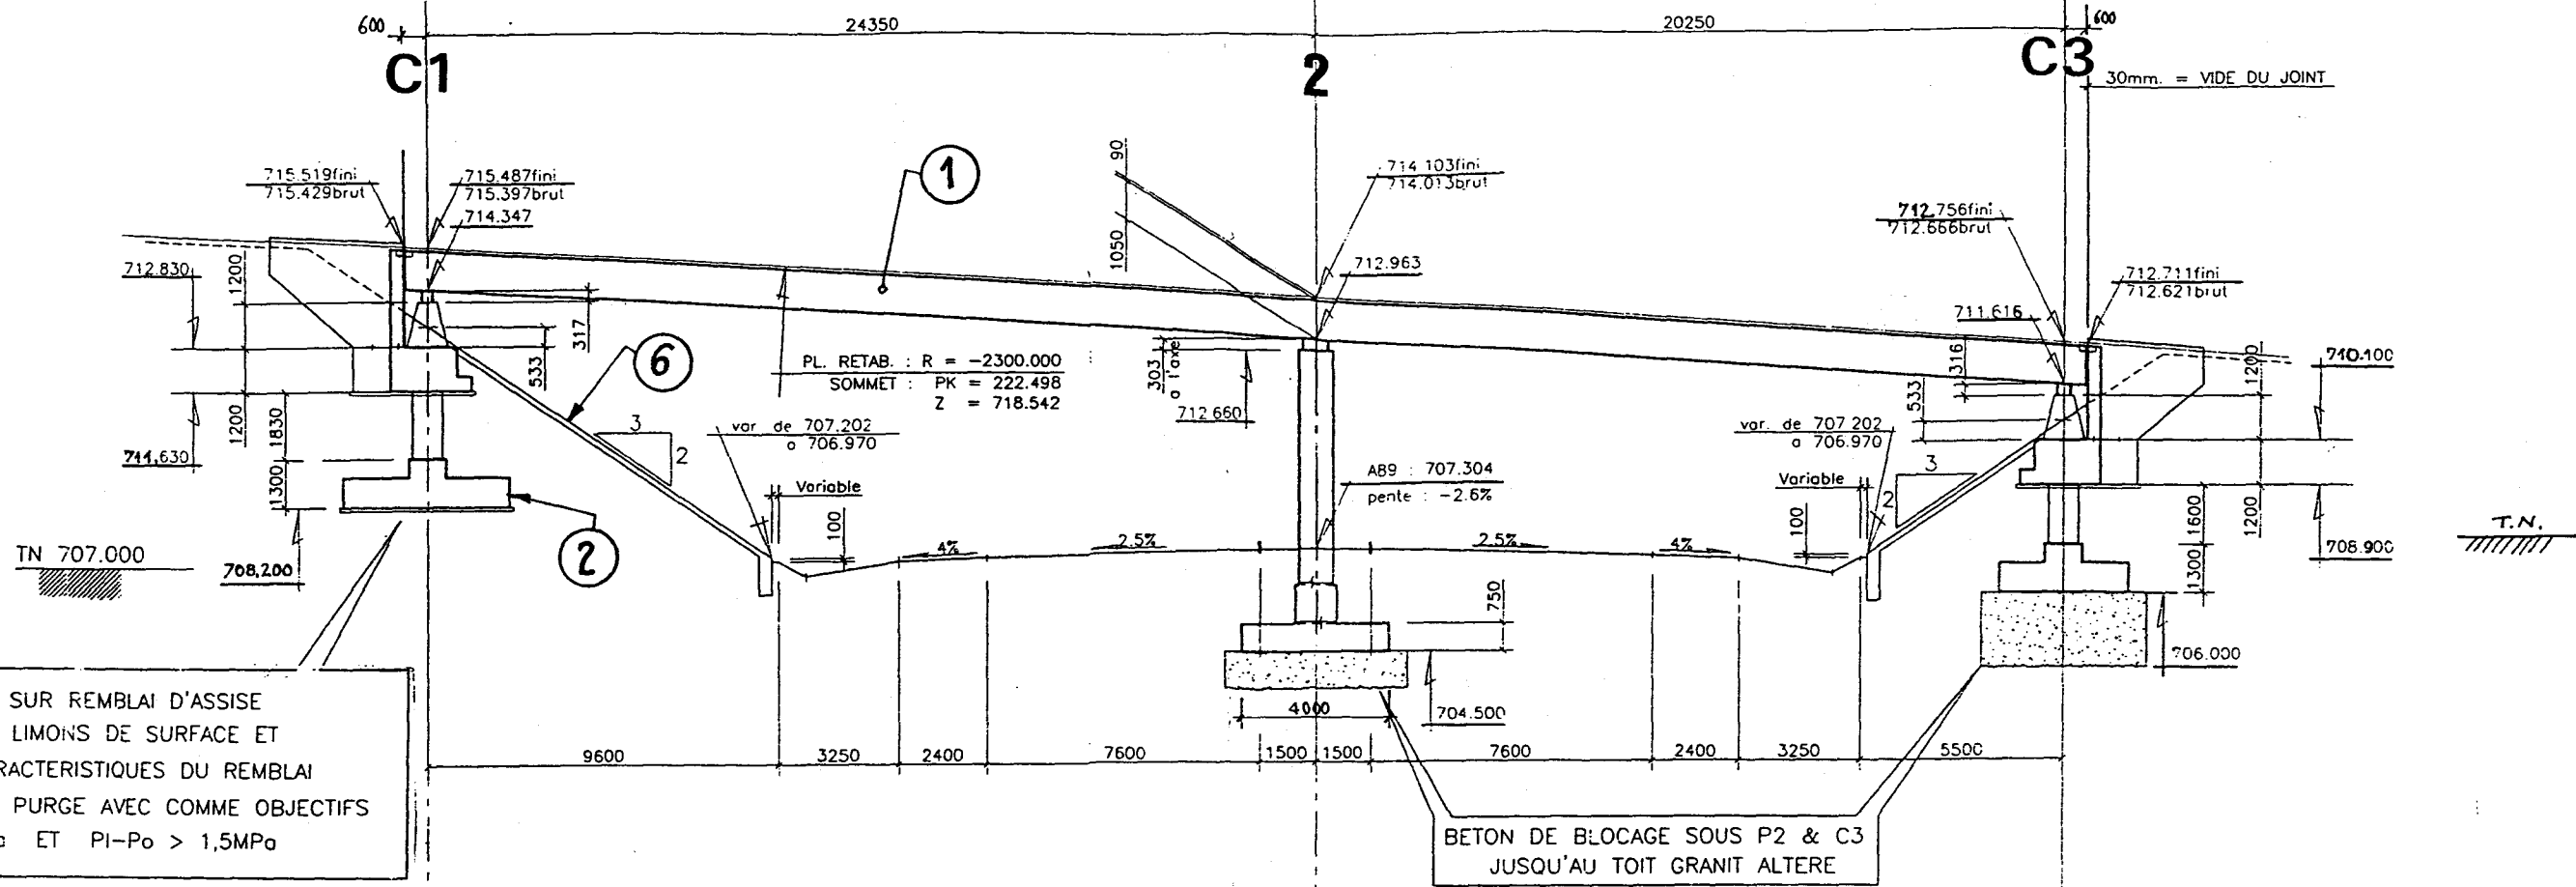 600
24350
20250
600
C1
2
C3
30mm. = VIDE DU JOINT
715.519fini
715.429brut
715.487fini
715.397brut
714.347
1
90
1050
714.103fini
714.013brut
712.963
712.756fini
712.666brut
711.616
712.711fini
712.621brut
712.830
1200
317
533
6
PL. RETAB. : R = -2300.000
SOMMET : PK = 222.498
Z = 718.542
303
a l'axe
712.660
316
533
1200
710.100
711,630
1200
1830
1300
3
2
var. de 707.202
a 706.970
Variable
100
A89 : 707.304
pente : -2.6%
var. de 707.202
a 706.970
Variable
100
3
2
1600
1300
1200
708.900
T.N.
TN 707.000
708,200
2
4%
2.5%
2.5%
4%
750
706.000
4000
704.500
SUR REMBLAI D'ASSISE
LIMONS DE SURFACE ET
RACTERISTIQUES DU REMBLAI
PURGE AVEC COMME OBJECTIFS
a ET Pl-Po > 1,5MPa
9600
3250
2400
7600
1500
1500
7600
2400
3250
5500
BETON DE BLOCAGE SOUS P2 & C3
JUSQU'AU TOIT GRANIT ALTERE